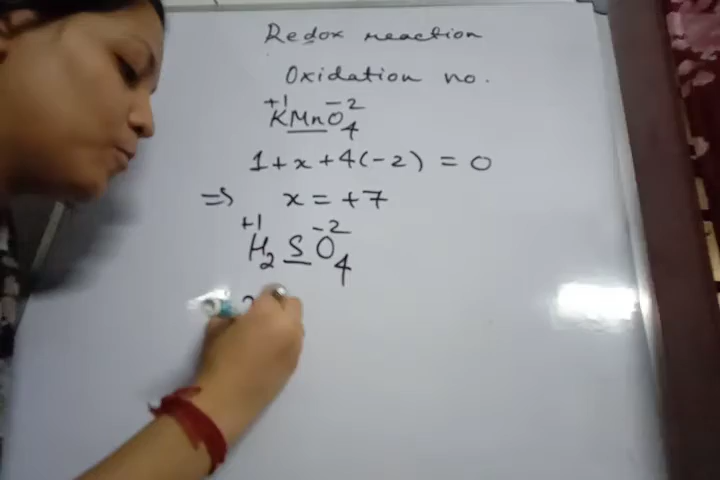 Redox reaction
Oxidation no.
+1 -2
KMnO4
1 + x + 4(-2) = 0
⇒ x = +7
+1 -2
H2SO4